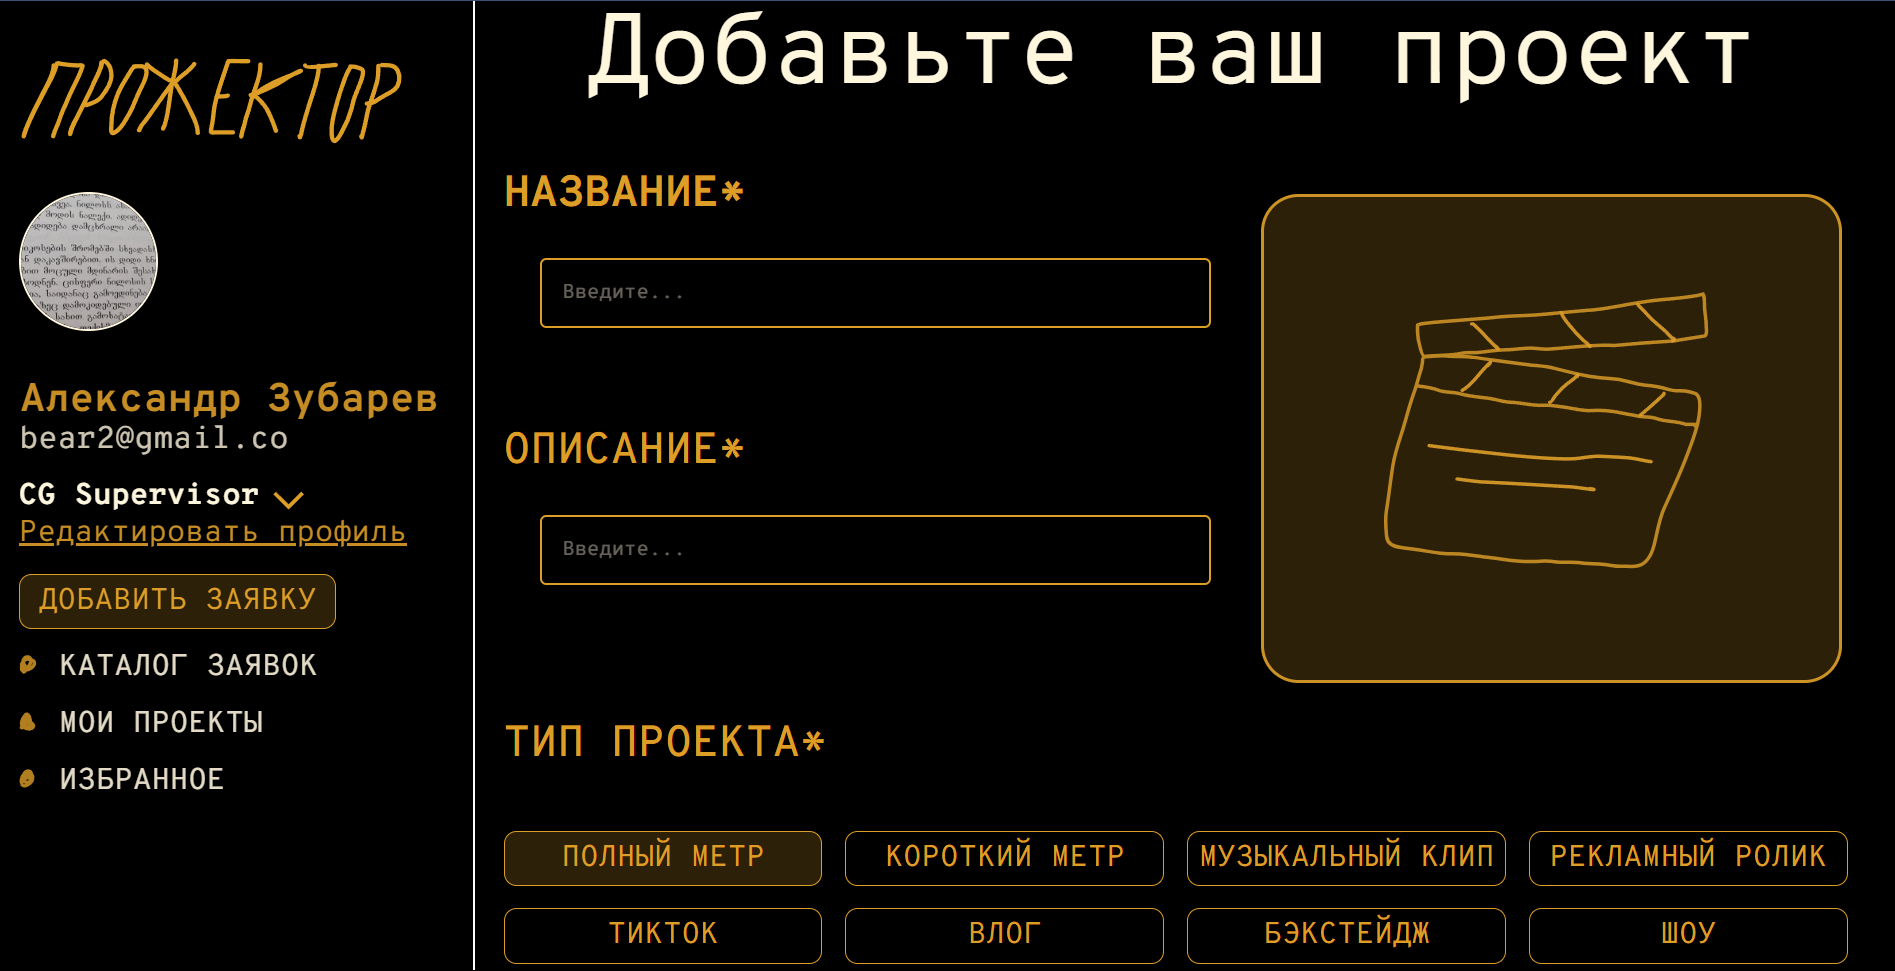 ПРОЖЕКТОР
Александр Зубарев
bear2@gmail.co
CG Supervisor
Редактировать профиль
ДОБАВИТЬ ЗАЯВКУ
КАТАЛОГ ЗАЯВОК
МОИ ПРОЕКТЫ
ИЗБРАННОЕ
Добавьте ваш проект
НАЗВАНИЕ*
Введите...
ОПИСАНИЕ*
Введите...
ТИП ПРОЕКТА*
ПОЛНЫЙ МЕТР
КОРОТКИЙ МЕТР
МУЗЫКАЛЬНЫЙ КЛИП
РЕКЛАМНЫЙ РОЛИК
ТИКТОК
ВЛОГ
БЭКСТЕЙДЖ
ШОУ